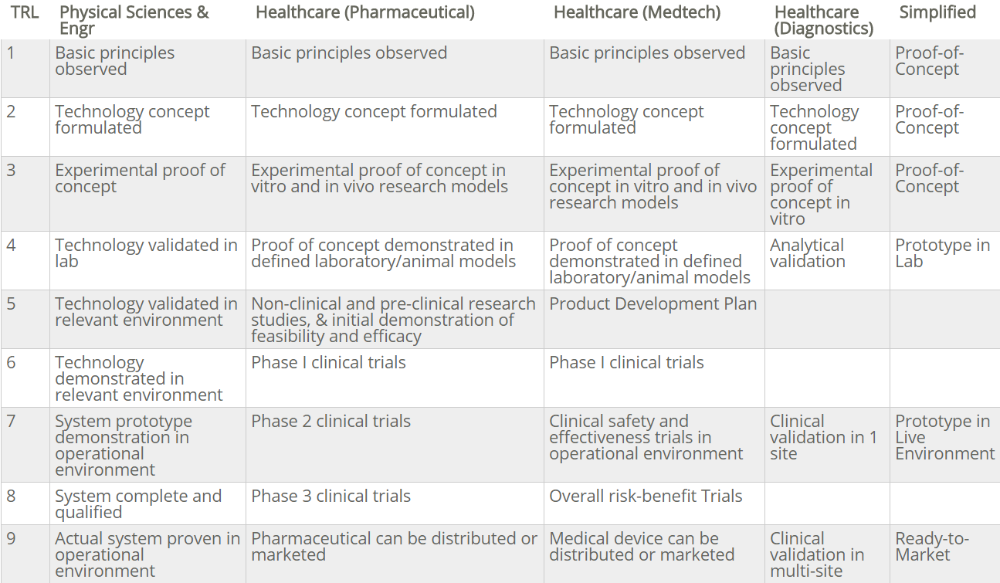 TRL
Physical Sciences &
Engr
Healthcare (Pharmaceutical)
Healthcare (Medtech)
Healthcare
(Diagnostics)
Simplified
1
Basic principles
observed
Basic principles observed
Basic principles observed
Basic
principles
observed
Proof-of-
Concept
2
Technology concept
formulated
Technology concept formulated
Technology concept
formulated
Technology
concept
formulated
Proof-of-
Concept
3
Experimental proof of
concept
Experimental proof of concept in
vitro and in vivo research models
Experimental proof of
concept in vitro and in vivo
research models
Experimental
proof of
concept in
vitro
Proof-of-
Concept
4
Technology validated in
lab
Proof of concept demonstrated in
defined laboratory/animal models
Proof of concept
demonstrated in defined
laboratory/animal models
Analytical
validation
Prototype in
Lab
5
Technology validated in
relevant environment
Non-clinical and pre-clinical research
studies, & initial demonstration of
feasibility and efficacy
Product Development Plan
6
Technology
demonstrated in
relevant environment
Phase I clinical trials
Phase I clinical trials
7
System prototype
demonstration in
operational
environment
Phase 2 clinical trials
Clinical safety and
effectiveness trials in
operational environment
Clinical
validation in 1
site
Prototype in
Live
Environment
8
System complete and
qualified
Phase 3 clinical trials
Overall risk-benefit Trials
9
Actual system proven in
operational
environment
Pharmaceutical can be distributed or
marketed
Medical device can be
distributed or marketed
Clinical
validation in
multi-site
Ready-to-
Market